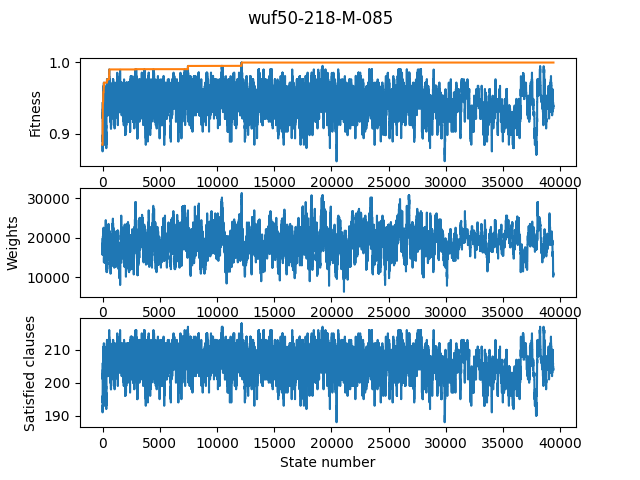 wuf50-218-M-085
1.0
0.9
Fitness
0 5000 10000 15000 20000 25000 30000 35000 40000
30000
20000
10000
Weights
0 5000 10000 15000 20000 25000 30000 35000 40000
210
200
190
Satisfied clauses
0 5000 10000 15000 20000 25000 30000 35000 40000
State number